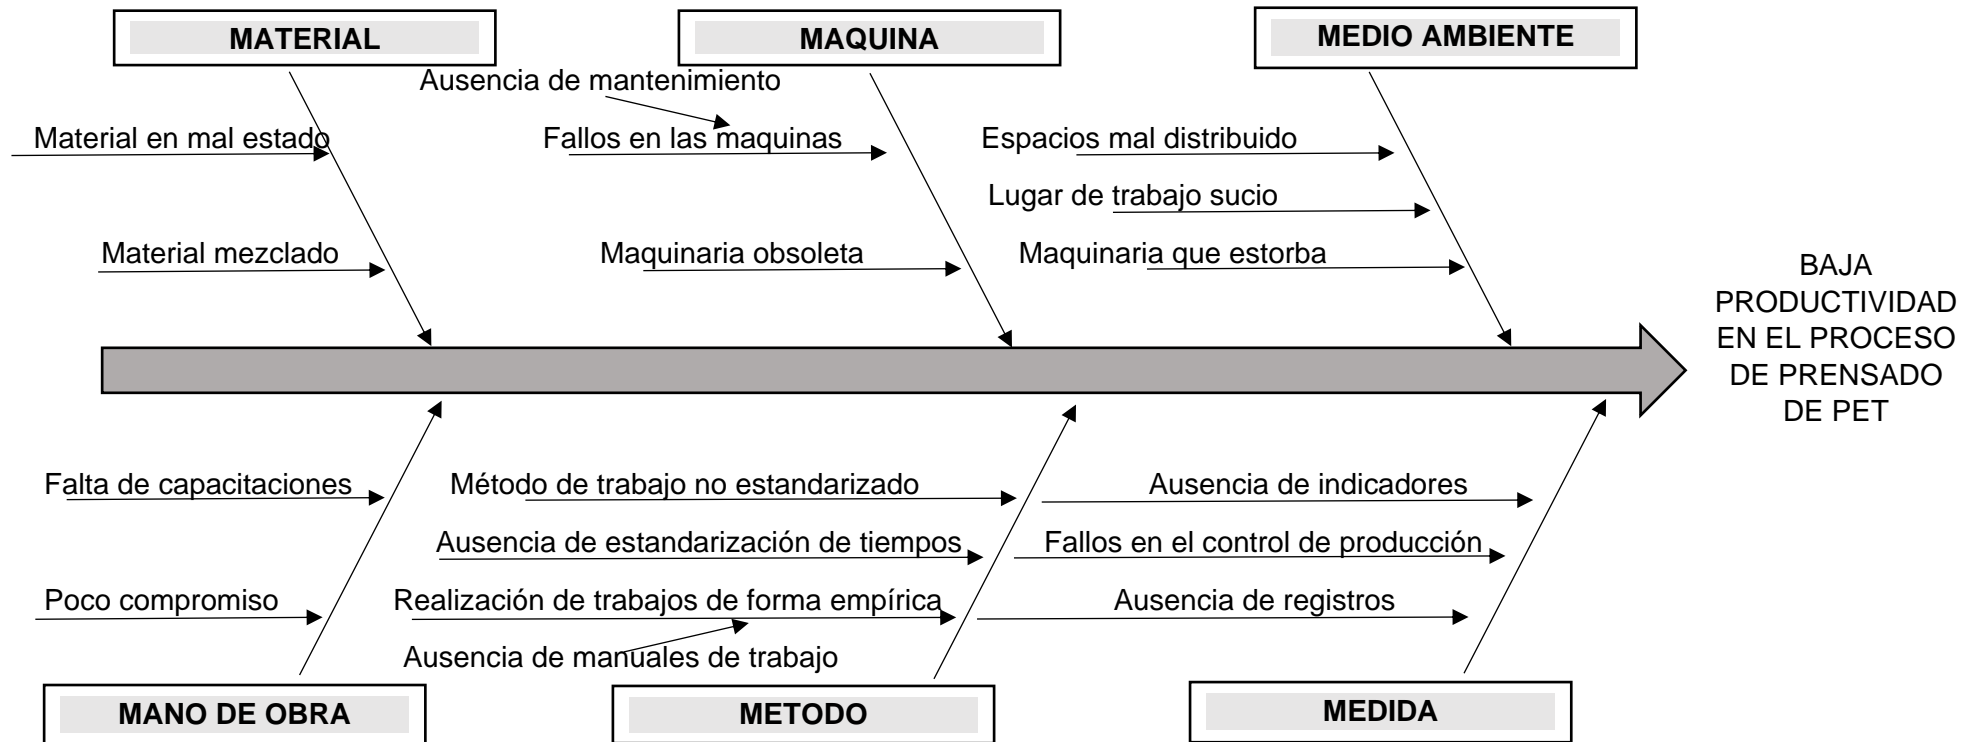 MATERIAL
MAQUINA
MEDIO AMBIENTE
Ausencia de mantenimiento
Material en mal estado
Fallos en las maquinas
Espacios mal distribuido
Lugar de trabajo sucio
Material mezclado
Maquinaria obsoleta
Maquinaria que estorba
BAJA
PRODUCTIVIDAD
EN EL PROCESO
DE PRENSADO
DE PET
Falta de capacitaciones
Método de trabajo no estandarizado
Ausencia de indicadores
Ausencia de estandarización de tiempos
Fallos en el control de producción
Poco compromiso
Realización de trabajos de forma empírica
Ausencia de registros
Ausencia de manuales de trabajo
MANO DE OBRA
METODO
MEDIDA